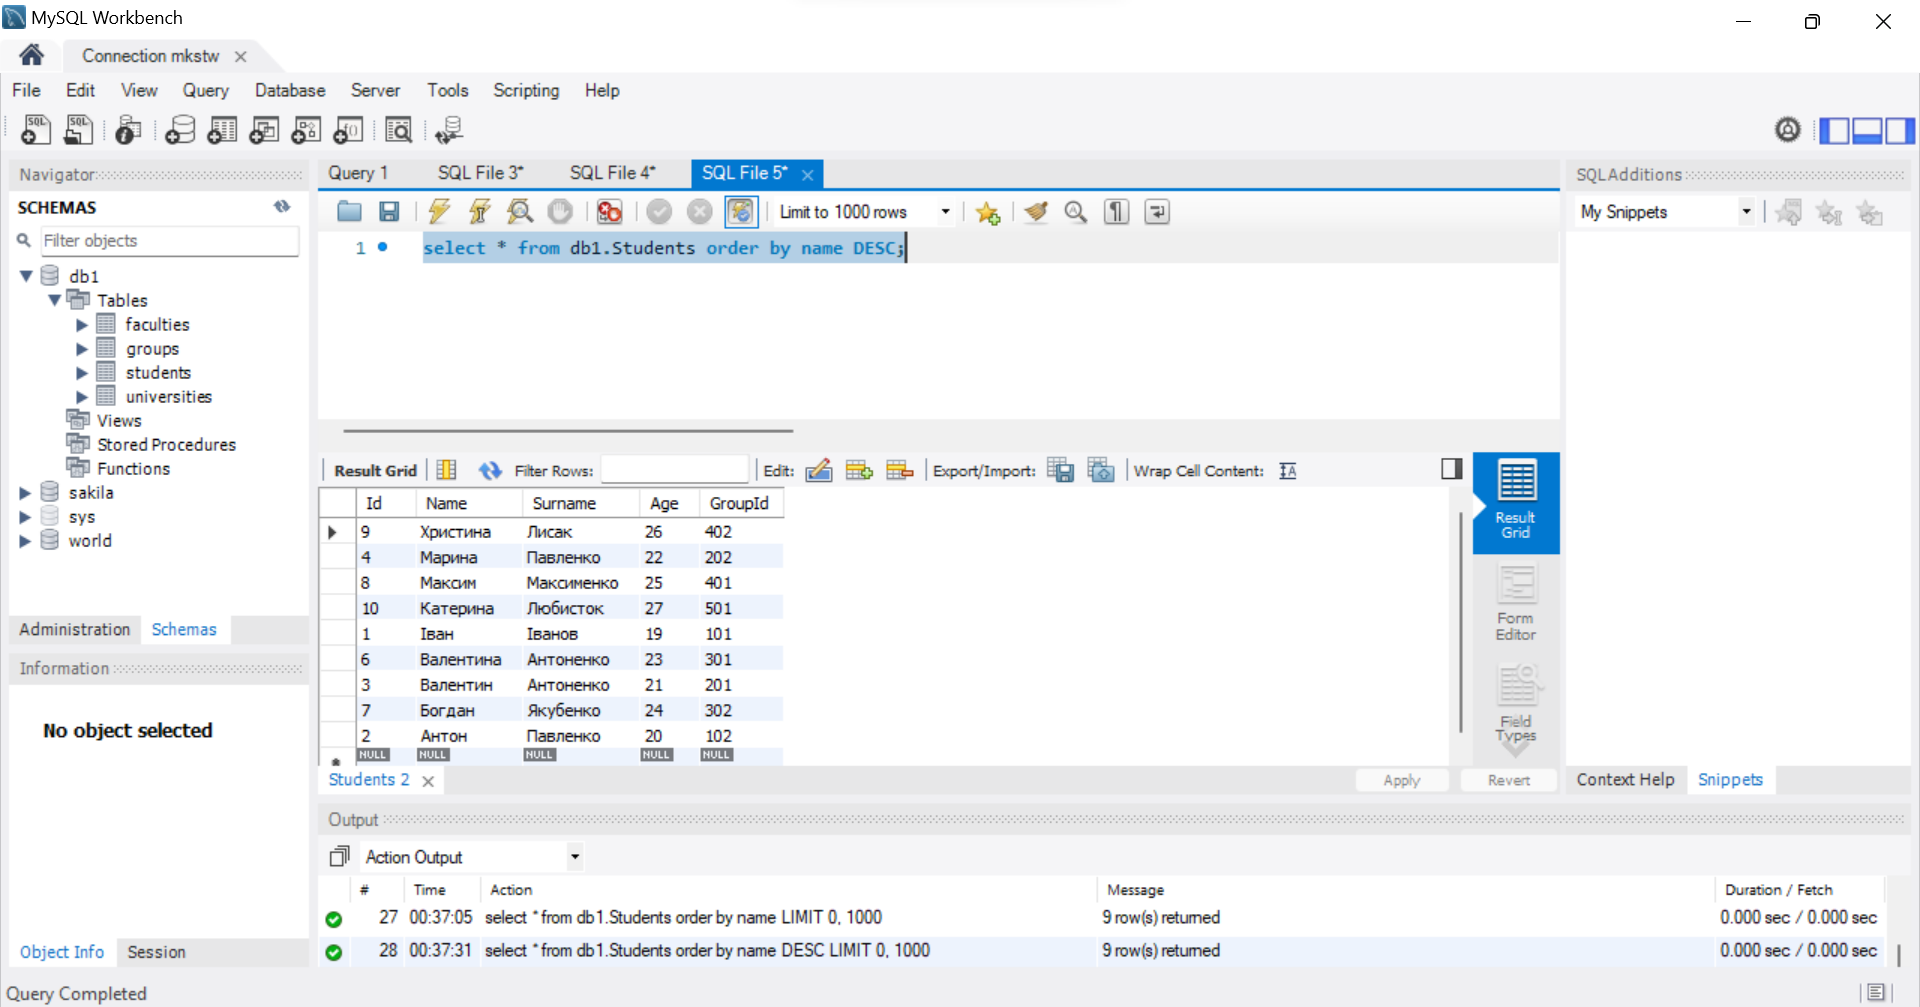 MySQL Workbench
Connection mkstw
File Edit View Query Database Server Tools Scripting Help
Navigator
SCHEMAS
Filter objects
db1
Tables
faculties
groups
students
universities
Views
Stored Procedures
Functions
sakila
sys
world
Administration Schemas
Information
No object selected
Object Info Session
Query 1 SQL File 3* SQL File 4* SQL File 5*
Limit to 1000 rows
1 select * from db1.Students order by name DESC;
Result Grid Filter Rows: Edit: Export/Import: Wrap Cell Content:
Id Name Surname Age GroupId
9 Христина Лисак 26 402
4 Марина Павленко 22 202
8 Максим Максименко 25 401
10 Катерина Любисток 27 501
1 Іван Іванов 19 101
6 Валентина Антоненко 23 301
3 Валентин Антоненко 21 201
7 Богдан Якубенко 24 302
2 Антон Павленко 20 102
NULL NULL NULL NULL NULL
Result
Grid
Form
Editor
Field
Types
Students 2
Apply Revert
SQLAdditions
My Snippets
Context Help Snippets
Output
Action Output
# Time Action Message Duration / Fetch
27 00:37:05 select * from db1.Students order by name LIMIT 0, 1000 9 row(s) returned 0.000 sec / 0.000 sec
28 00:37:31 select * from db1.Students order by name DESC LIMIT 0, 1000 9 row(s) returned 0.000 sec / 0.000 sec
Query Completed